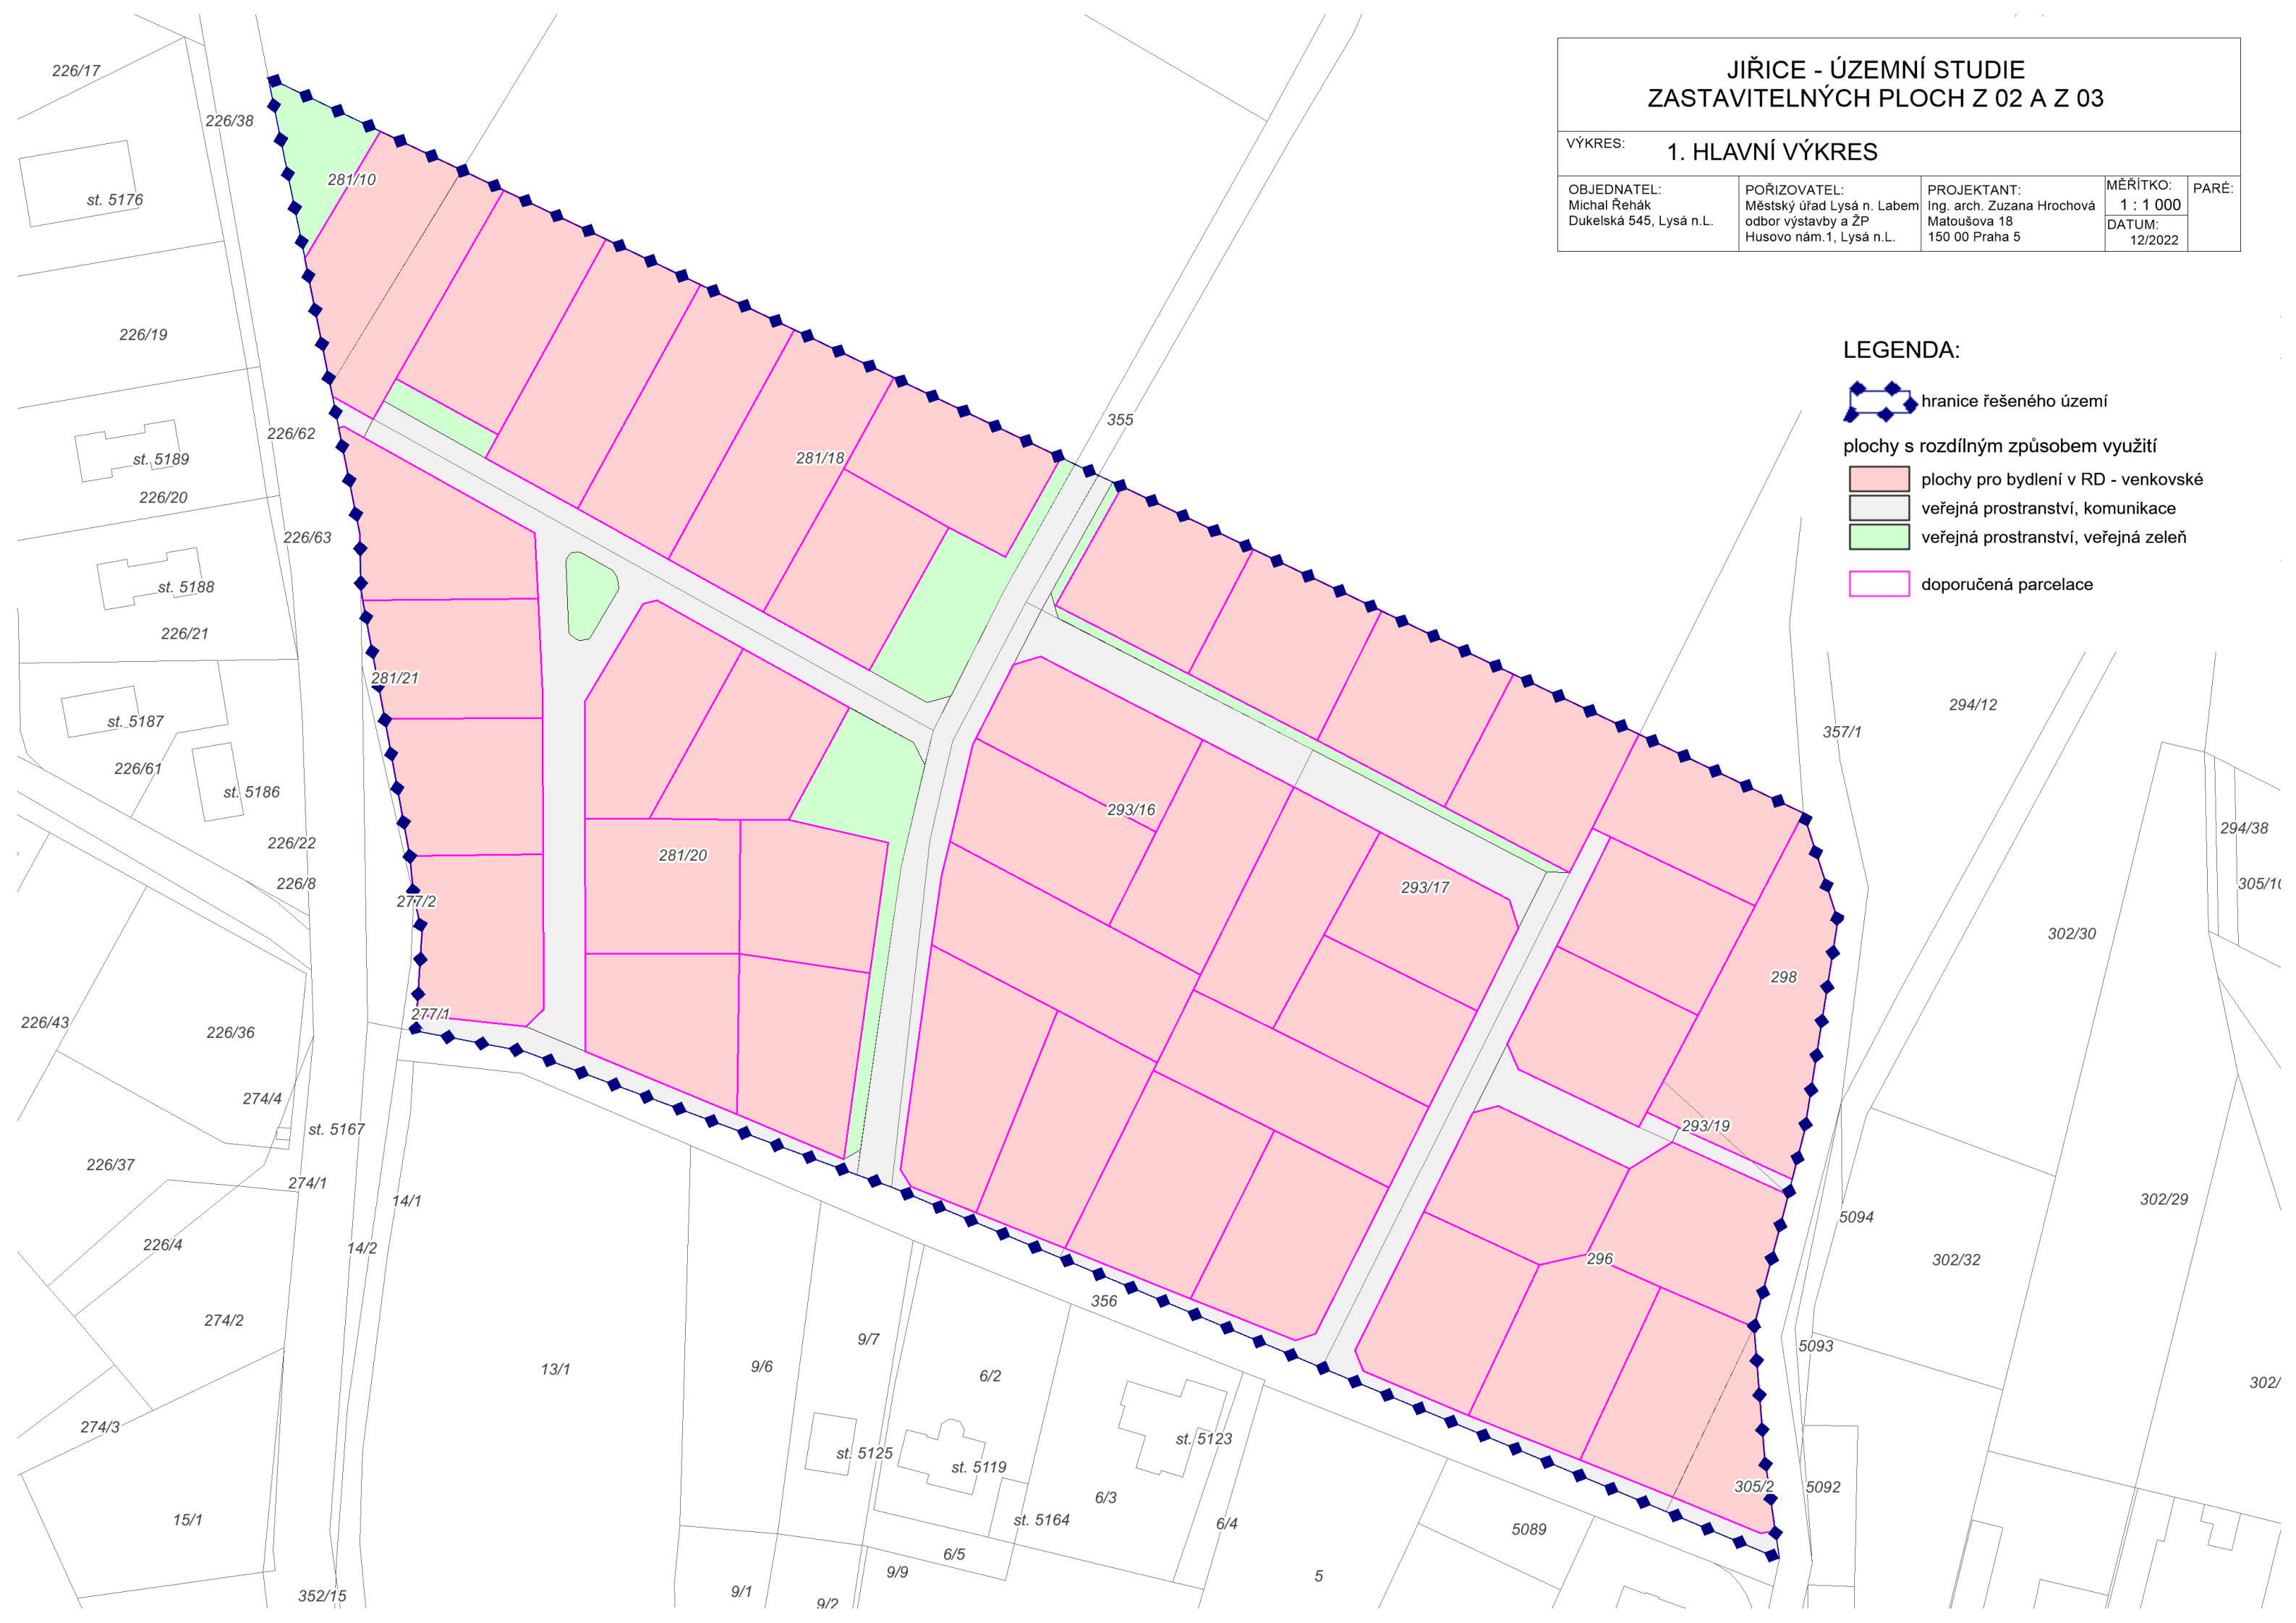 JIŘICE - ÚZEMNÍ STUDIE
ZASTAVITELNÝCH PLOCH Z 02 A Z 03
VÝKRES:
1. HLAVNÍ VÝKRES
OBJEDNATEL:
Michal Řehák
Dukelská 545, Lysá n.L.
POŘIZOVATEL:
Městský úřad Lysá n. Labem
odbor výstavby a ŽP
Husovo nám.1, Lysá n.L.
PROJEKTANT:
Ing. arch. Zuzana Hrochová
Matoušova 18
150 00 Praha 5
MĚŘÍTKO:
1 : 1 000
DATUM:
12/2022
PARÉ:
LEGENDA:
hranice řešeného území
plochy s rozdílným způsobem využití
plochy pro bydlení v RD - venkovské
veřejná prostranství, komunikace
veřejná prostranství, veřejná zeleň
doporučená parcelace
226/17
226/38
281/10
st. 5176
226/19
355
226/62
st. 5189
281/18
226/20
226/63
st. 5188
226/21
281/21
294/12
st. 5187
357/1
226/61
st. 5186
293/16
294/38
226/22
281/20
226/8
293/17
305/10
277/2
302/30
298
277/1
226/43
226/36
274/4
293/19
st. 5167
226/37
274/1
14/1
302/29
5094
226/4
14/2
296
302/32
356
274/2
9/7
5093
13/1
9/6
6/2
302/
274/3
st. 5125
st. 5123
st. 5119
305/2
5092
6/3
15/1
st. 5164
6/4
5089
6/5
9/9
5
352/15
9/1
9/2